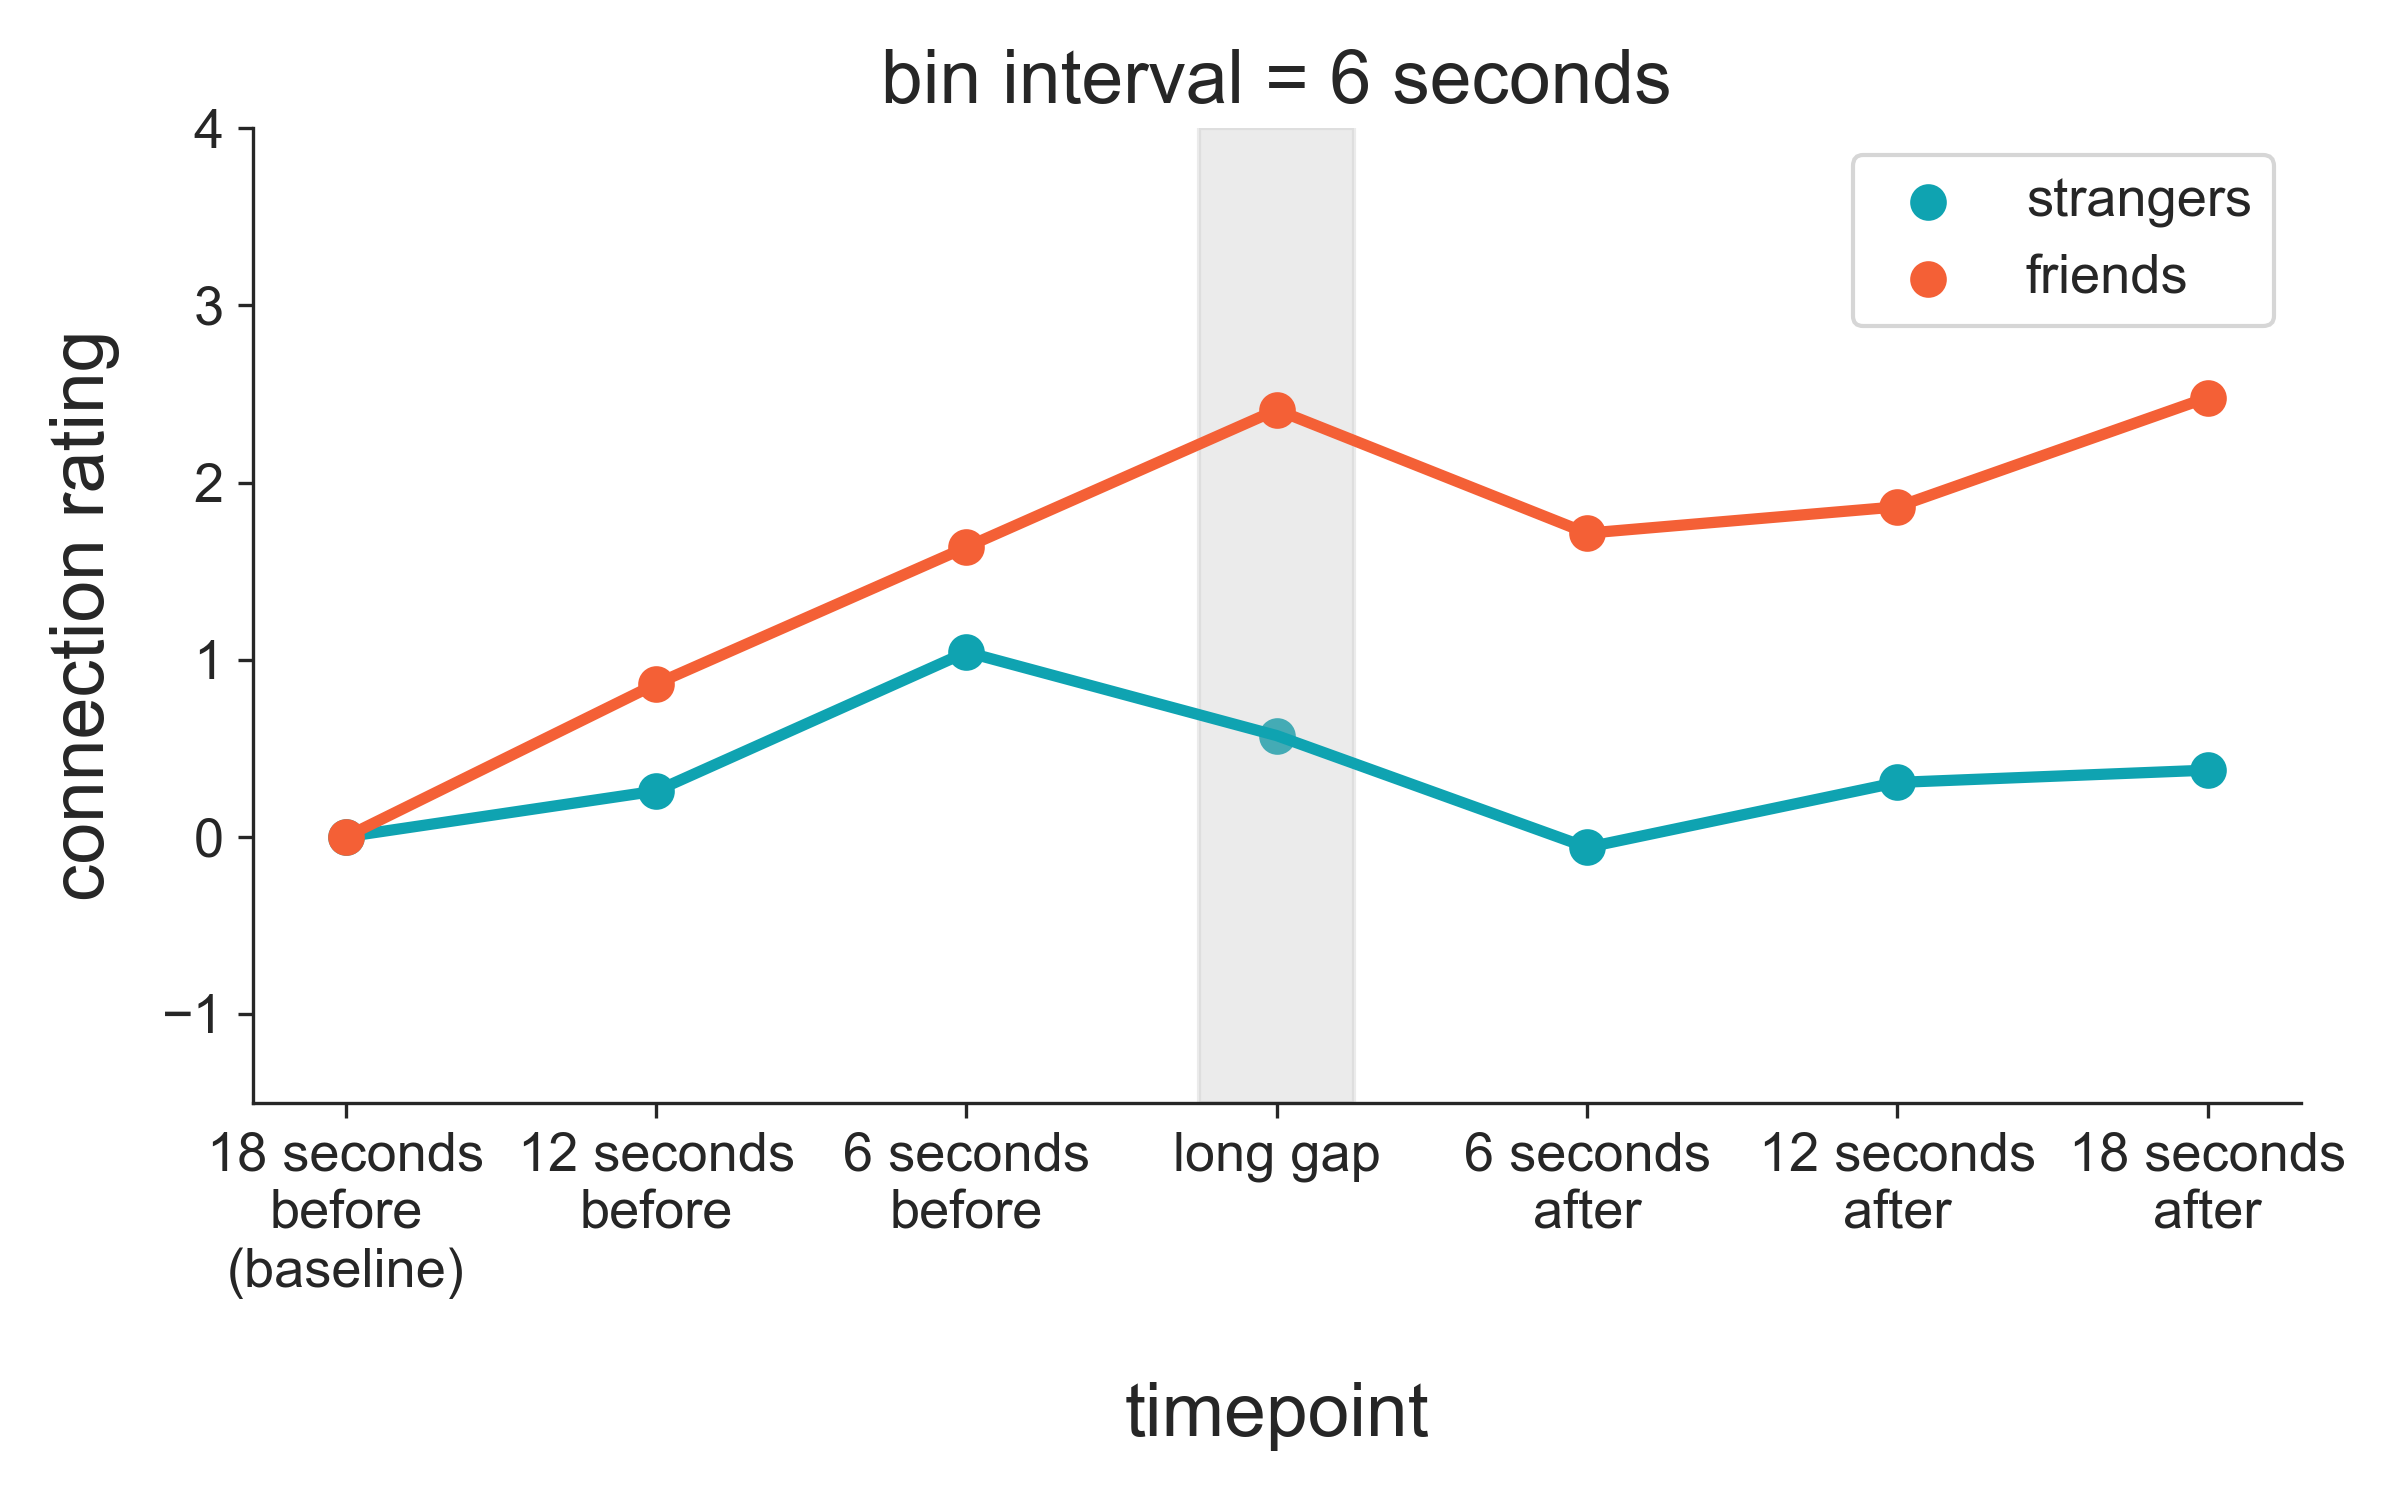 bin interval = 6 seconds
4
3
2
1
0
−1
connection rating
strangers
friends
18 seconds
before
(baseline)
12 seconds
before
6 seconds
before
long gap
6 seconds
after
12 seconds
after
18 seconds
after
timepoint